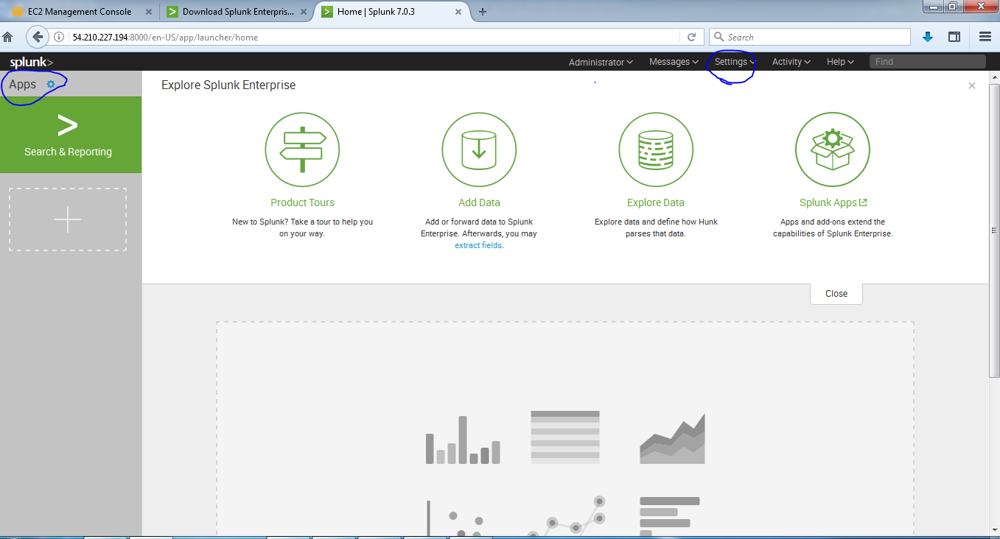 EC2 Management Console
Download Splunk Enterpris...
Home | Splunk 7.0.3
54.210.227.194:8000/en-US/app/launcher/home
Search
splunk>
Administrator
Messages
Settings
Activity
Help
Find
Apps
Explore Splunk Enterprise
Search & Reporting
Product Tours
New to Splunk? Take a tour to help you
on your way.
Add Data
Add or forward data to Splunk
Enterprise. Afterwards, you may
extract fields.
Explore Data
Explore data and define how Hunk
parses that data.
Splunk Apps
Apps and add-ons extend the
capabilities of Splunk Enterprise.
Close